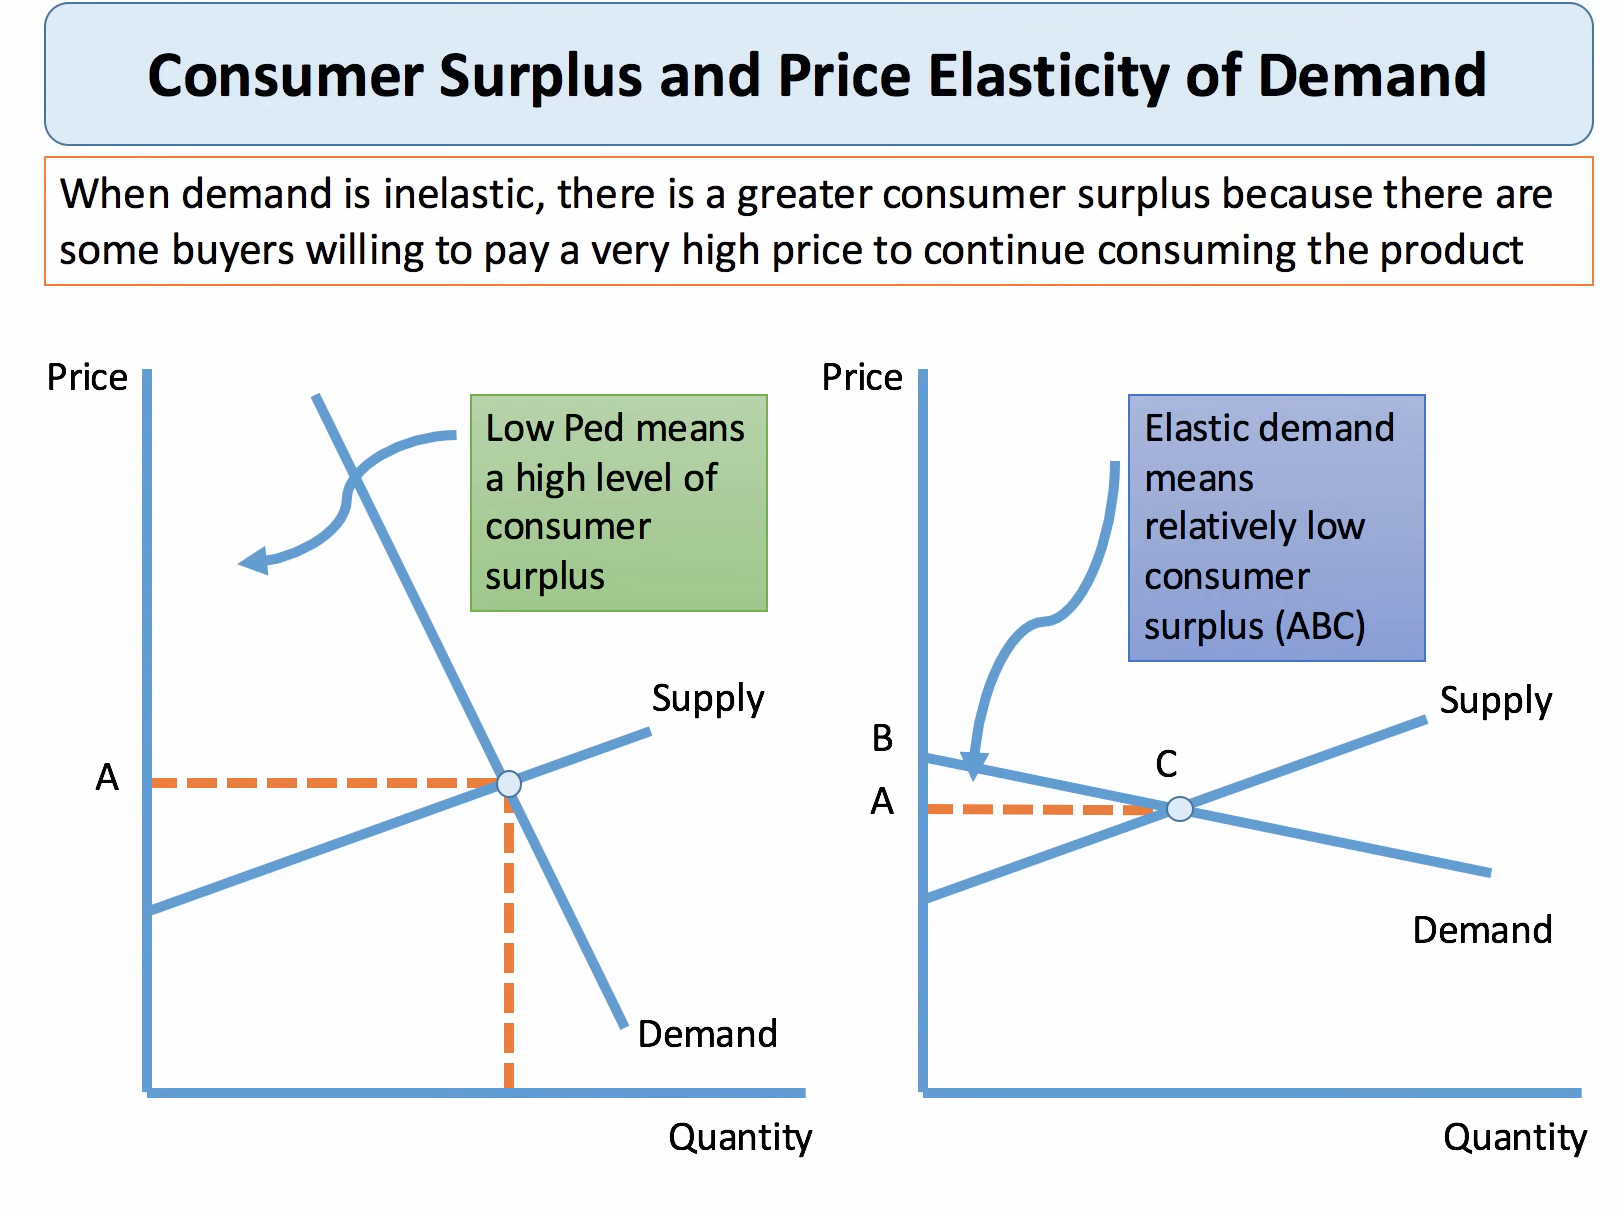 Consumer Surplus and Price Elasticity of Demand
When demand is inelastic, there is a greater consumer surplus because there are
some buyers willing to pay a very high price to continue consuming the product
Price
Low Ped means
a high level of
consumer
surplus
Supply
A
Demand
Quantity
Price
Elastic demand
means
relatively low
consumer
surplus (ABC)
Supply
B
C
A
Demand
Quantity